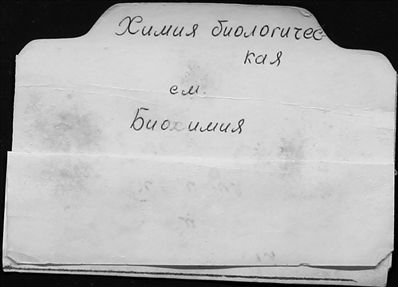 Химия биологичес-
кая
см.
Биохимия